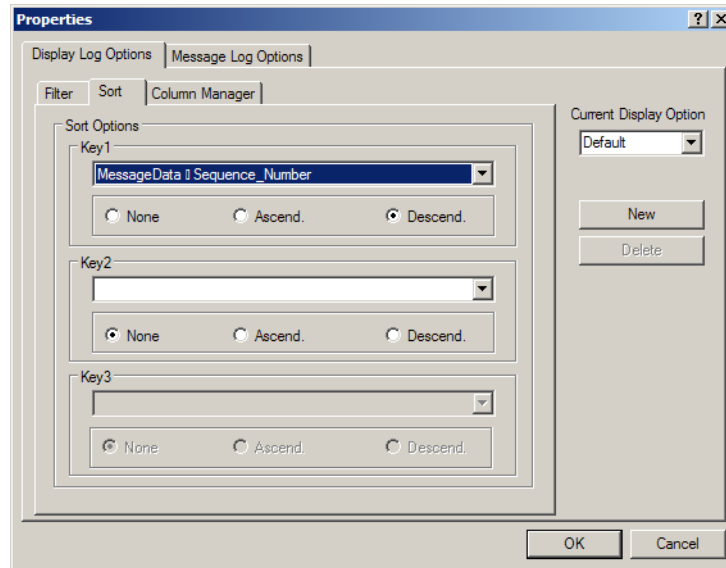 Properties
Display Log Options Message Log Options
Filter Sort Column Manager
Sort Options
Key1
MessageData ▯ Sequence_Number
None Ascend. Descend.
Key2
None Ascend. Descend.
Key3
None Ascend. Descend.
Current Display Option
Default
New
Delete
OK Cancel